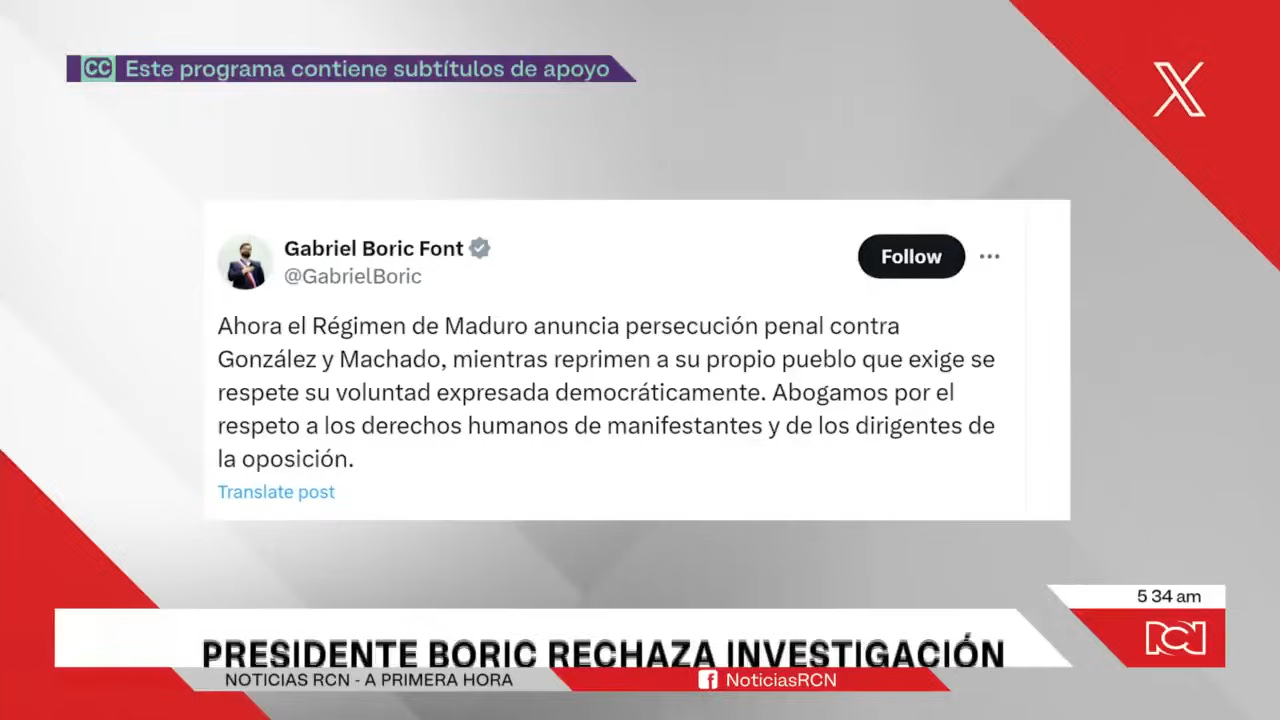 CC Este programa contiene subtítulos de apoyo
X
Gabriel Boric Font
@GabrielBoric
Follow
Ahora el Régimen de Maduro anuncia persecución penal contra
González y Machado, mientras reprimen a su propio pueblo que exige se
respete su voluntad expresada democráticamente. Abogamos por el
respeto a los derechos humanos de manifestantes y de los dirigentes de
la oposición.
Translate post
5 34 am
PRESIDENTE BORIC RECHAZA INVESTIGACIÓN
RCN
NOTICIAS RCN - A PRIMERA HORA
NoticiasRCN